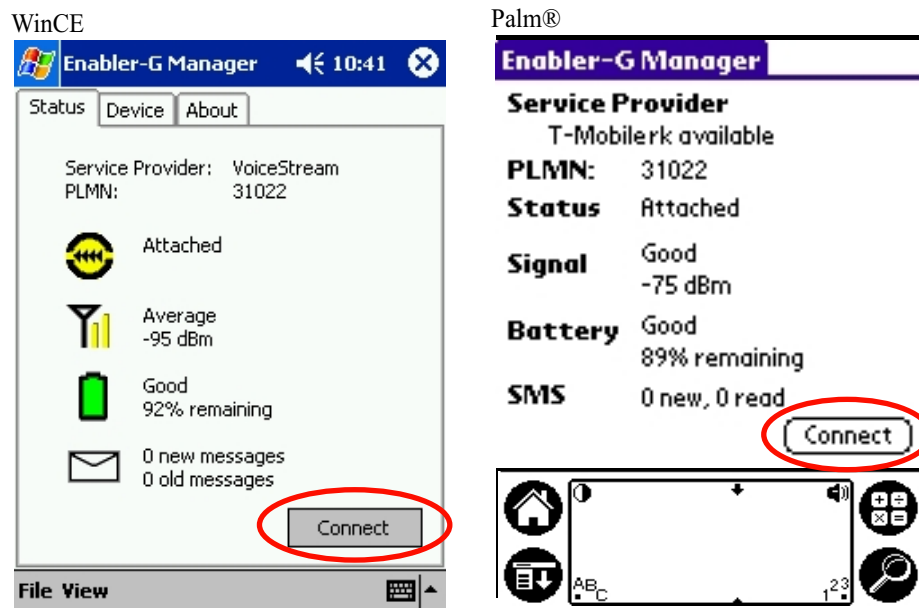 WinCE
Enabler-G Manager 10:41
Status Device About
Service Provider: VoiceStream
PLMN: 31022
Attached
Average
-95 dBm
Good
92% remaining
0 new messages
0 old messages
Connect
File View
Palm®
Enabler-G Manager
Service Provider
T-Mobilerk available
PLMN: 31022
Status Attached
Signal Good
-75 dBm
Battery Good
89% remaining
SMS 0 new, 0 read
Connect
ABC 123